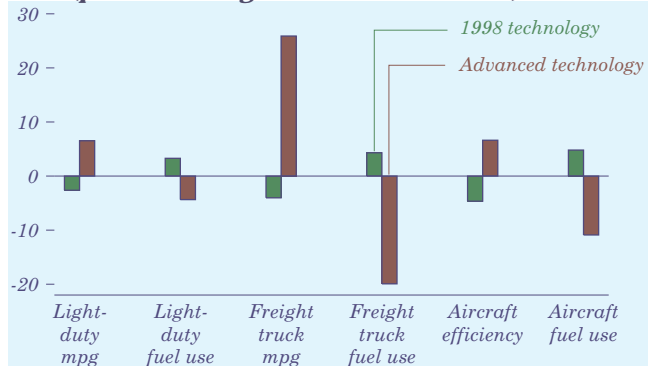 30
1998 technology
20
Advanced technology
10
0
-10
-20
Light-
duty
mpg
Light-
duty
fuel use
Freight
truck
mpg
Freight
truck
fuel use
Aircraft
efficiency
Aircraft
fuel use